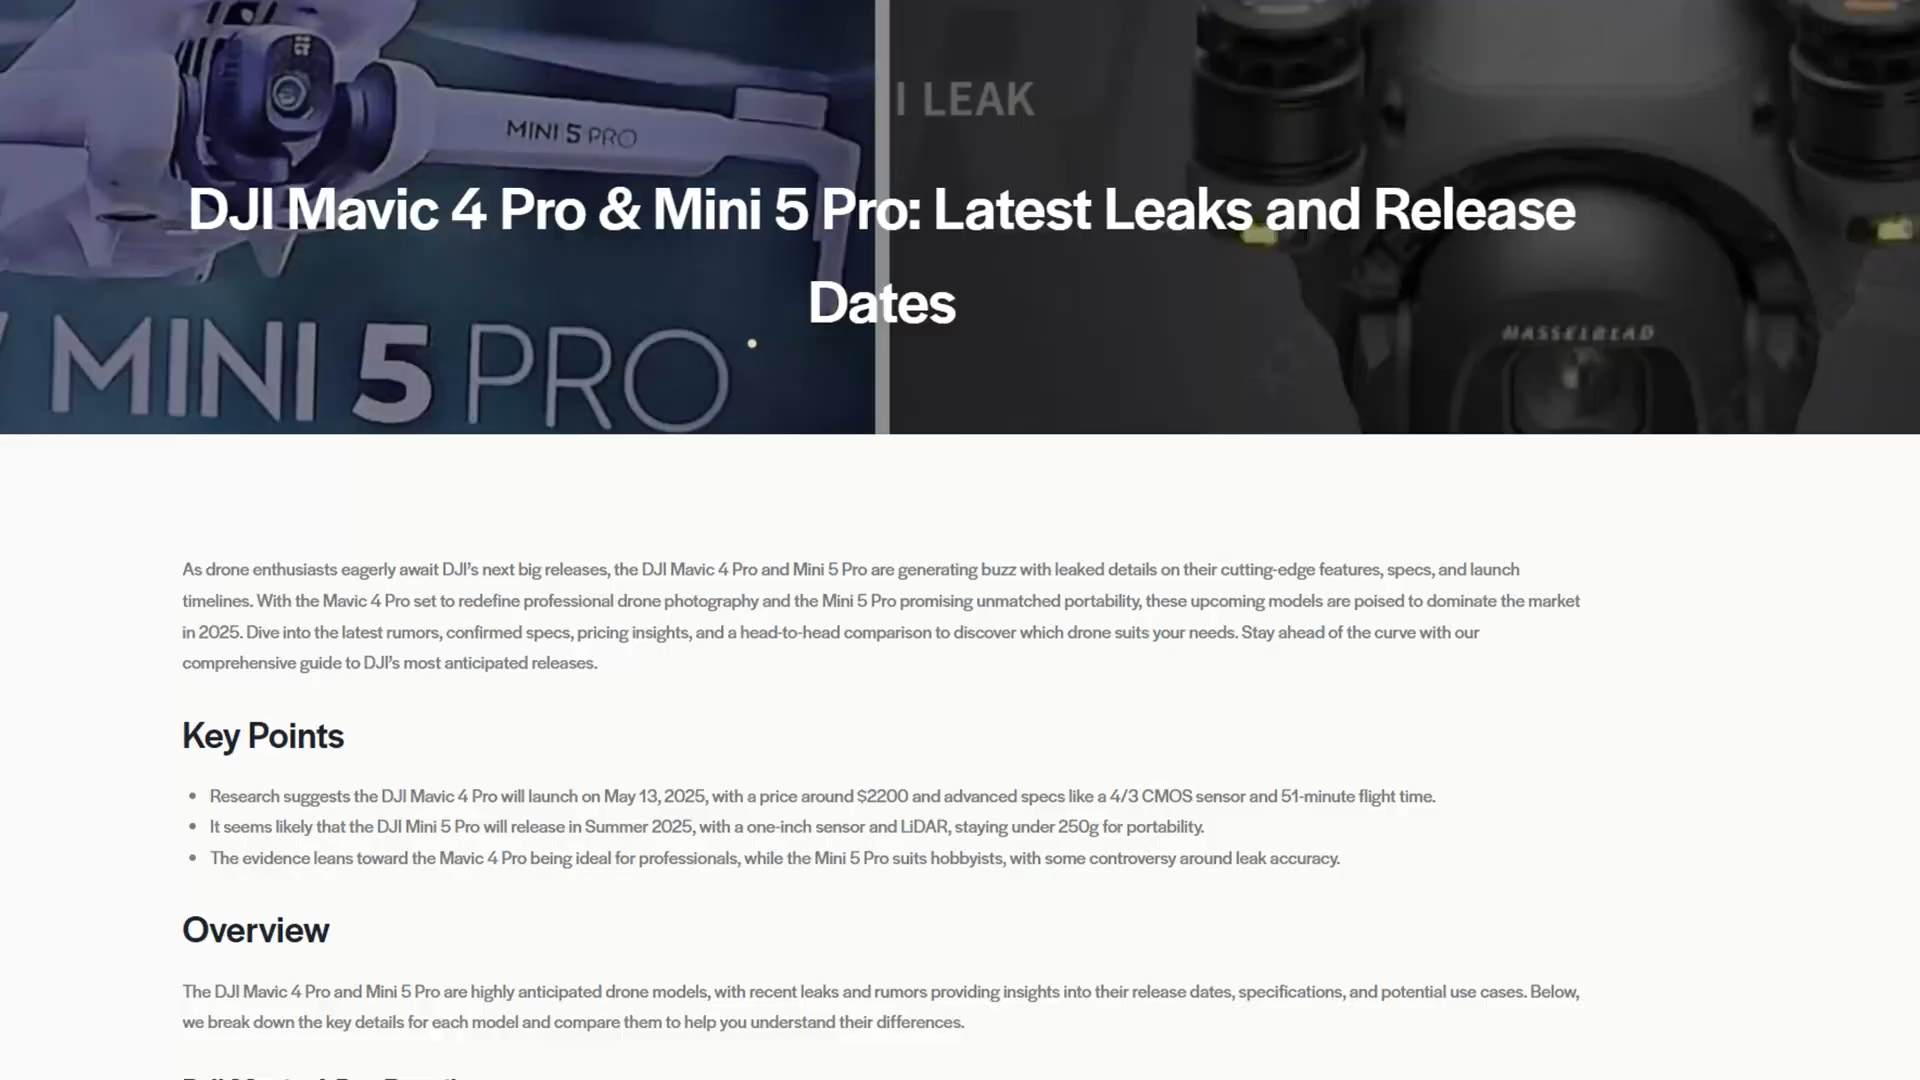 I LEAK
MINI 5 PRO
DJI Mavic 4 Pro & Mini 5 Pro: Latest Leaks and Release
Dates
MINI 5 PRO
HASSELBLAD
As drone enthusiasts eagerly await DJI's next big releases, the DJI Mavic 4 Pro and Mini 5 Pro are generating buzz with leaked details on their cutting-edge features, specs, and launch
timelines. With the Mavic 4 Pro set to redefine professional drone photography and the Mini 5 Pro promising unmatched portability, these upcoming models are poised to dominate the market
in 2025. Dive into the latest rumors, confirmed specs, pricing insights, and a head-to-head comparison to discover which drone suits your needs. Stay ahead of the curve with our
comprehensive guide to DJI's most anticipated releases.
Key Points
• Research suggests the DJI Mavic 4 Pro will launch on May 13, 2025, with a price around $2200 and advanced specs like a 4/3 CMOS sensor and 51-minute flight time.
• It seems likely that the DJI Mini 5 Pro will release in Summer 2025, with a one-inch sensor and LiDAR, staying under 250g for portability.
• The evidence leans toward the Mavic 4 Pro being ideal for professionals, while the Mini 5 Pro suits hobbyists, with some controversy around leak accuracy.
Overview
The DJI Mavic 4 Pro and Mini 5 Pro are highly anticipated drone models, with recent leaks and rumors providing insights into their release dates, specifications, and potential use cases. Below,
we break down the key details for each model and compare them to help you understand their differences.